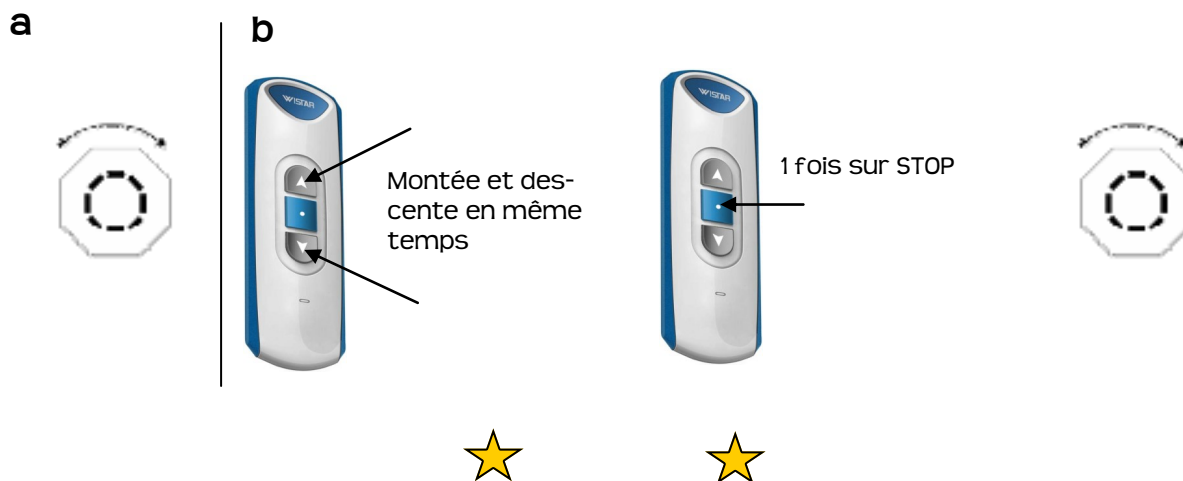 a
b
WISTAR
WISTAR
Montée et des-
cente en même
temps
1 fois sur STOP